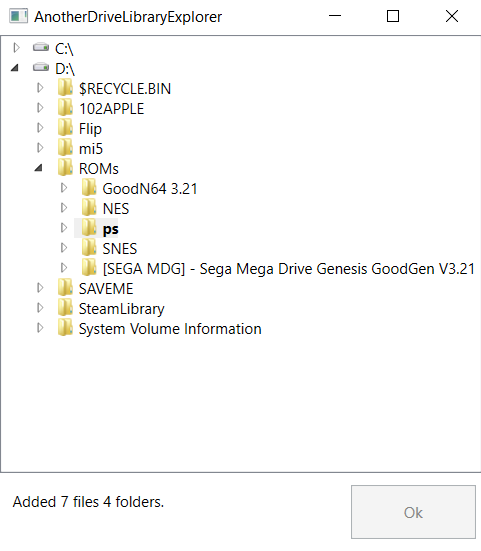 AnotherDriveLibraryExplorer
C:\
D:\
$RECYCLE.BIN
102APPLE
Flip
mi5
ROMs
GoodN64 3.21
NES
ps
SNES
[SEGA MDG] - Sega Mega Drive Genesis GoodGen V3.21
SAVEME
SteamLibrary
System Volume Information
Added 7 files 4 folders.
Ok